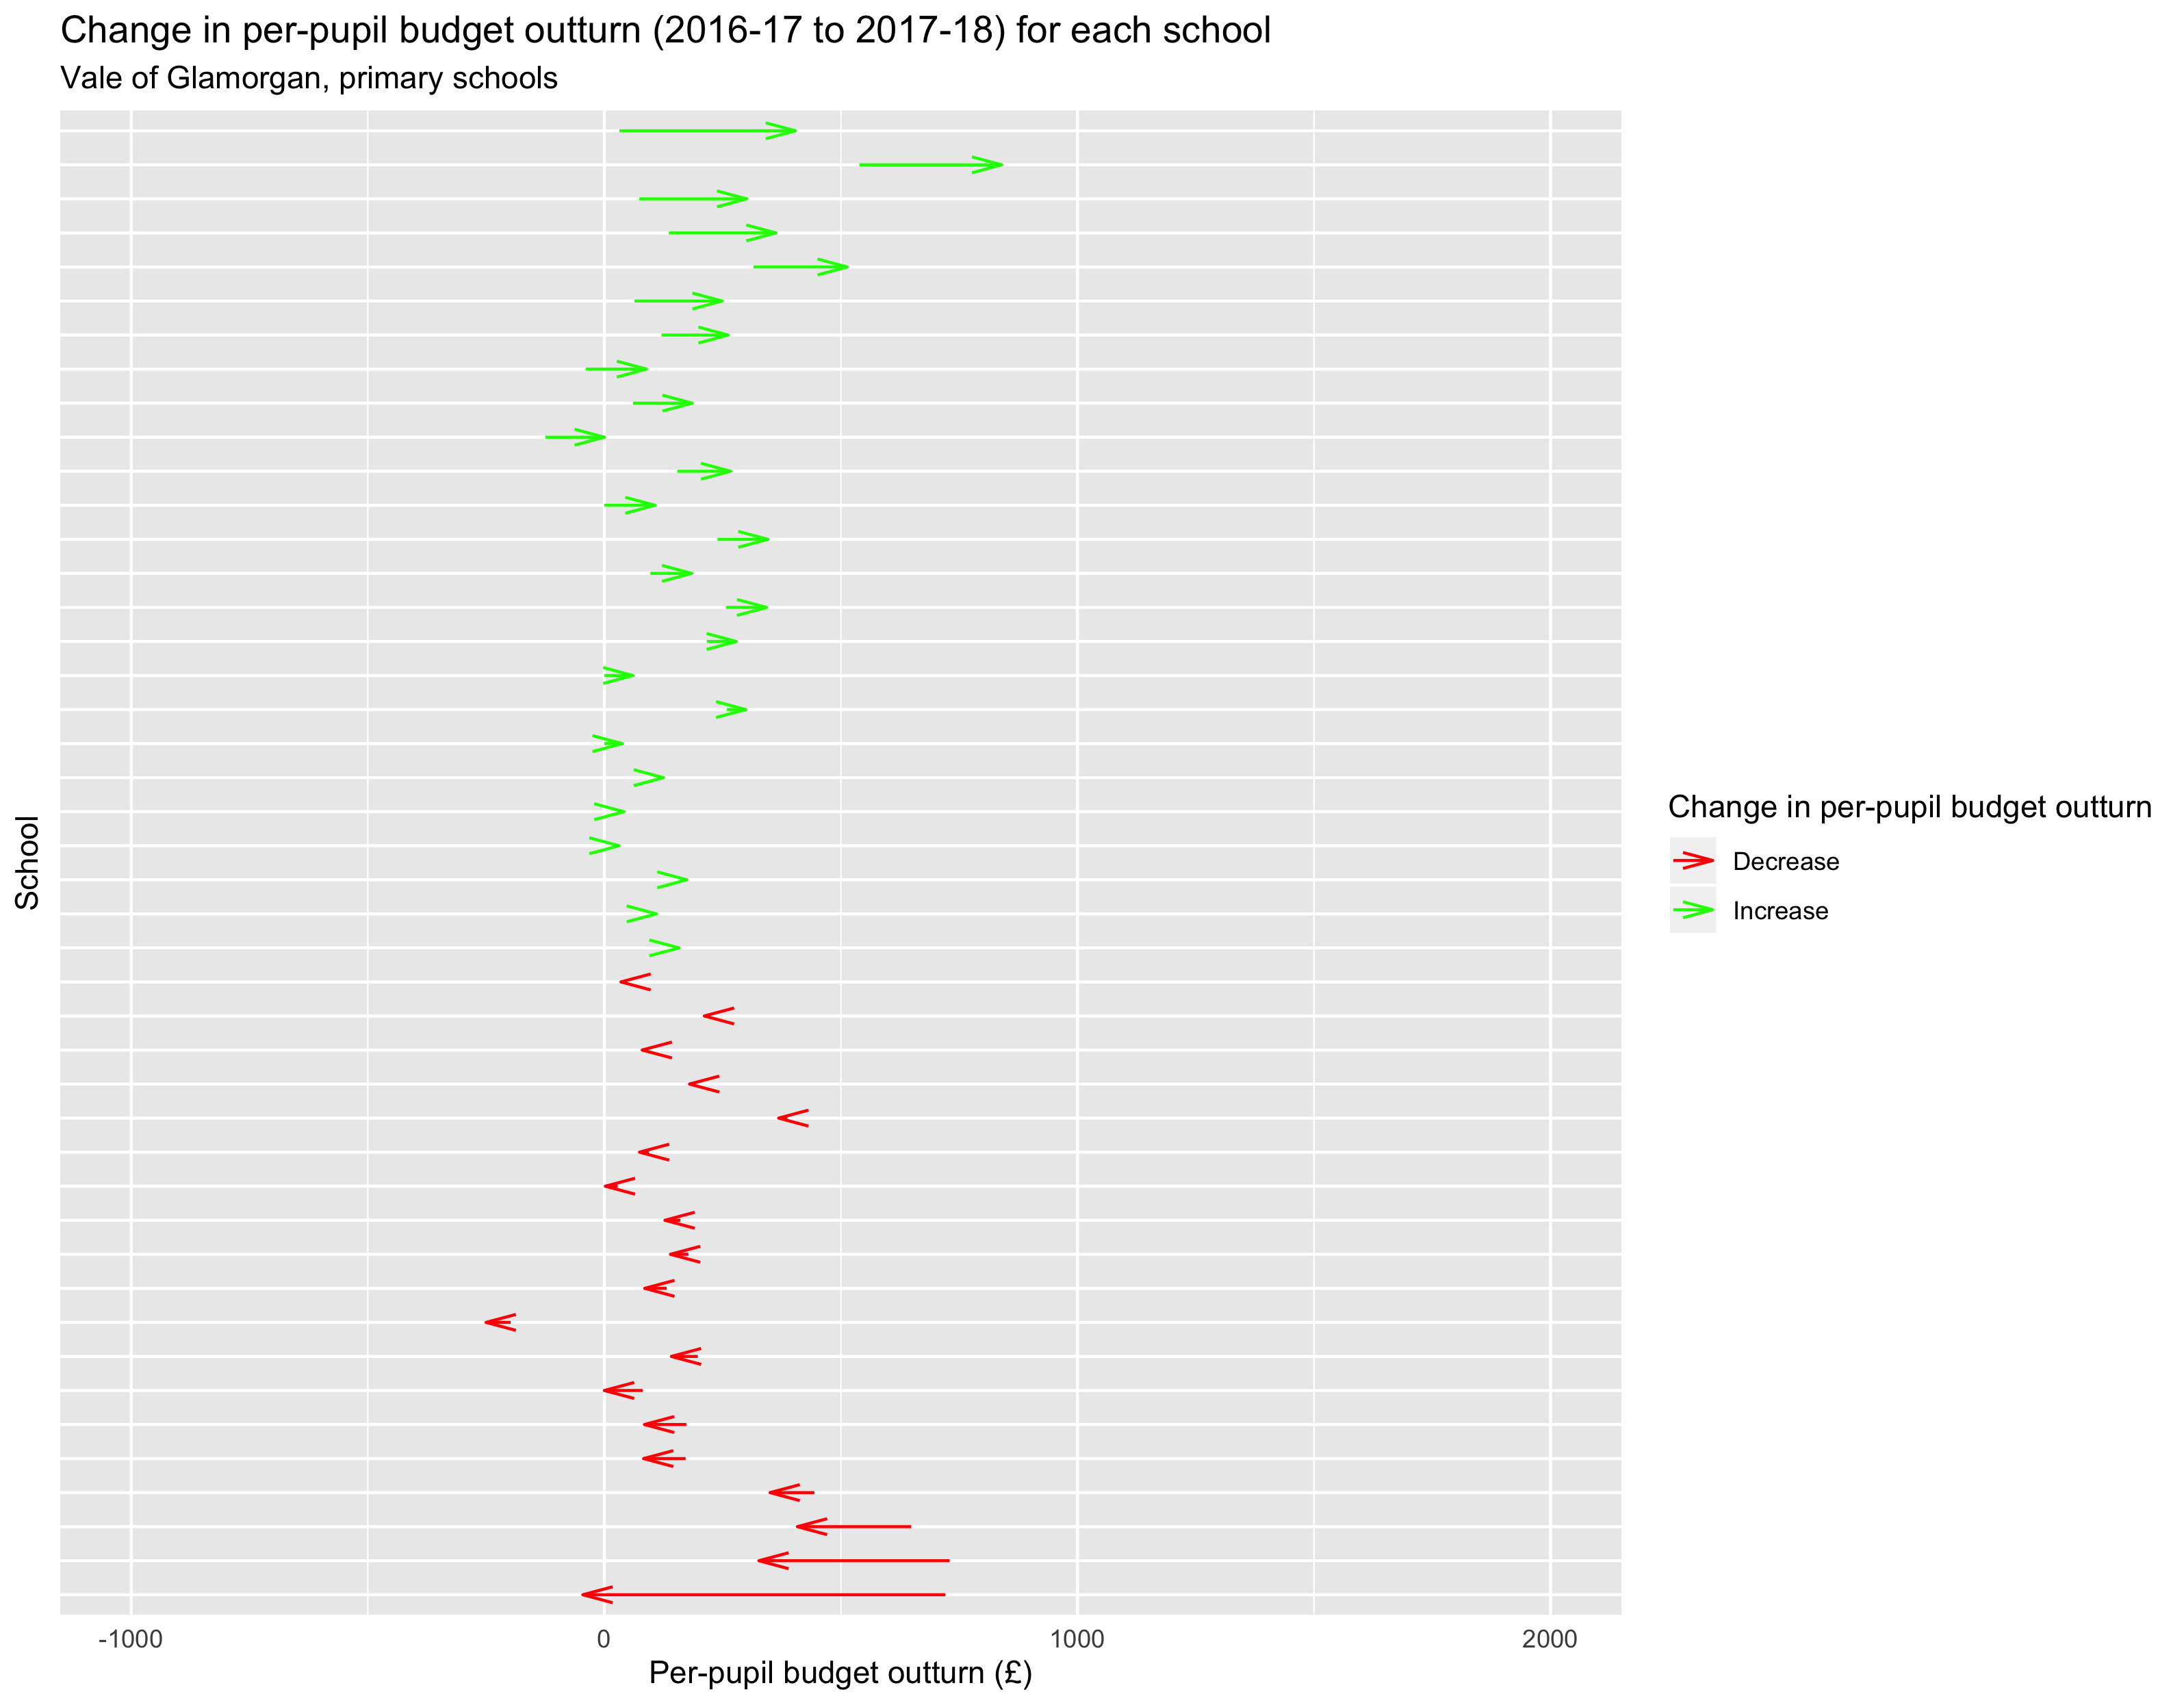 Change in per-pupil budget outturn (2016-17 to 2017-18) for each school
Vale of Glamorgan, primary schools
School
Change in per-pupil budget outturn
Decrease
Increase
-1000 0 1000 2000
Per-pupil budget outturn (£)